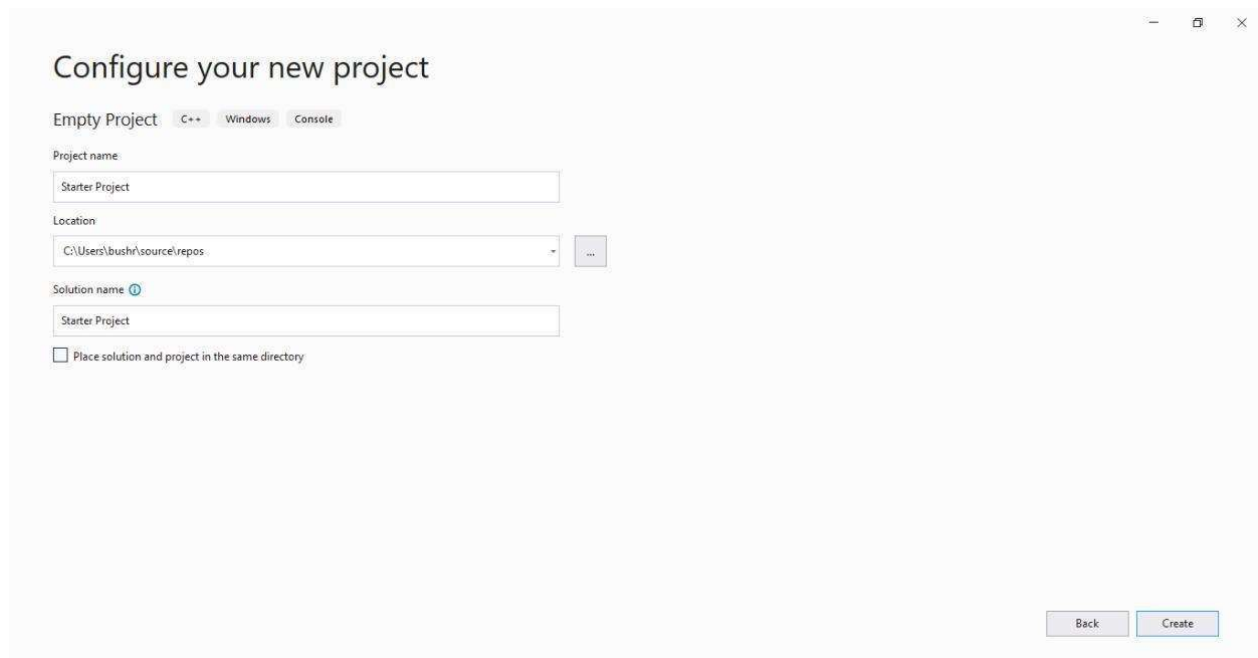 Configure your new project
Empty Project C++ Windows Console
Project name
Starter Project
Location
C:\Users\bushr\source\repos
...
Solution name
Starter Project
Place solution and project in the same directory
Back Create